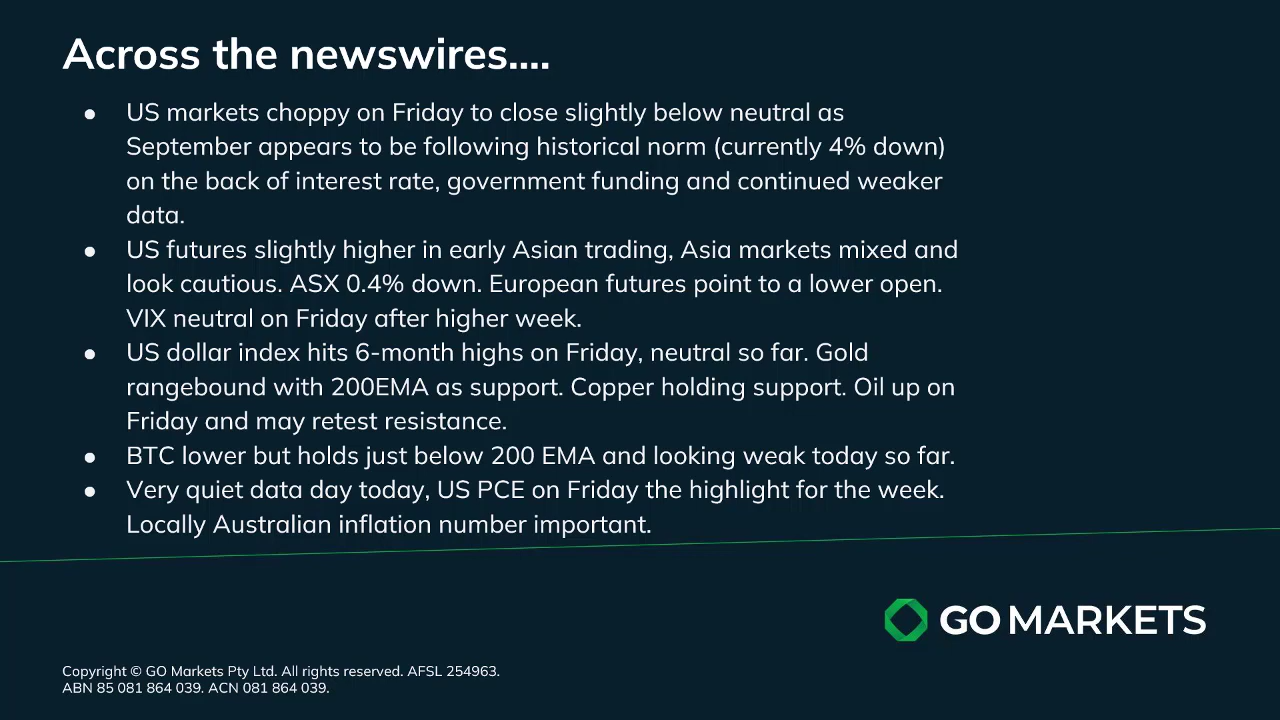 Across the newswires....
● US markets choppy on Friday to close slightly below neutral as
September appears to be following historical norm (currently 4% down)
on the back of interest rate, government funding and continued weaker
data.
● US futures slightly higher in early Asian trading, Asia markets mixed and
look cautious. ASX 0.4% down. European futures point to a lower open.
VIX neutral on Friday after higher week.
● US dollar index hits 6-month highs on Friday, neutral so far. Gold
rangebound with 200EMA as support. Copper holding support. Oil up on
Friday and may retest resistance.
● BTC lower but holds just below 200 EMA and looking weak today so far.
● Very quiet data day today, US PCE on Friday the highlight for the week.
Locally Australian inflation number important.
GO MARKETS
Copyright © GO Markets Pty Ltd. All rights reserved. AFSL 254963.
ABN 85 081 864 039. ACN 081 864 039.